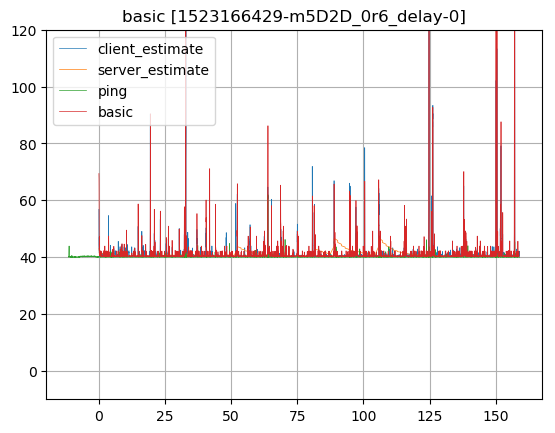 basic [1523166429-m5D2D_0r6_delay-0]
120
100
80
60
40
20
0
client_estimate
server_estimate
ping
basic
0
25
50
75
100
125
150